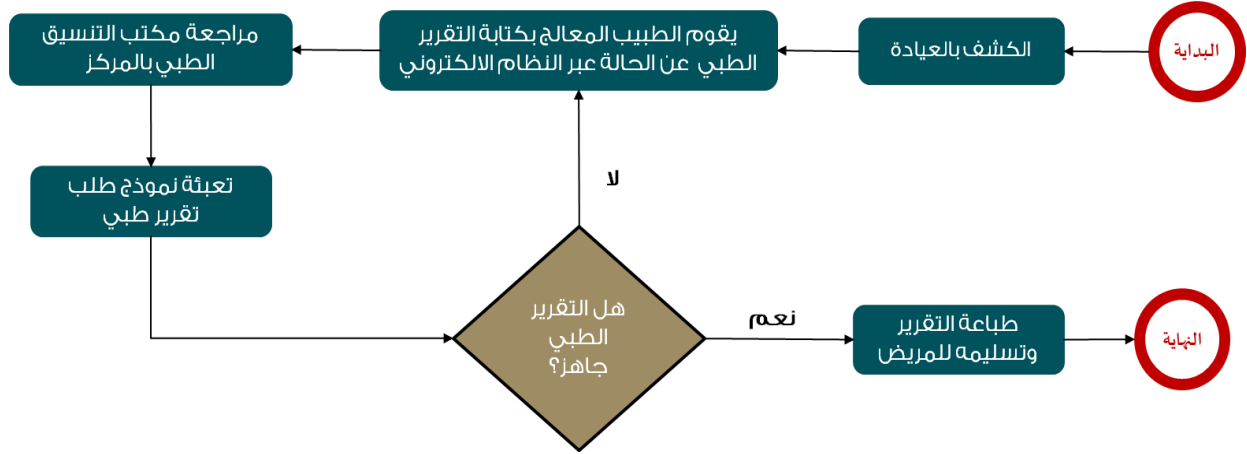 البداية
الكشف بالعيادة
يقوم الطبيب المعالج بكتابة التقرير
الطبي عن الحالة عبر النظام الالكتروني
مراجعة مكتب التنسيق
الطبي بالمركز
تعبئة نموذج طلب
تقرير طبي
هل التقرير
الطبي
جاهز؟
لا
نعم
طباعة التقرير
وتسليمه للمريض
النهاية